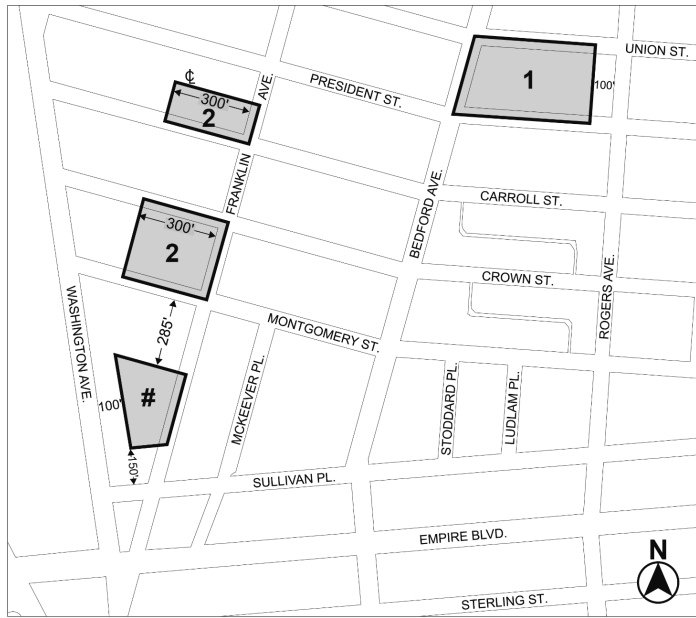 UNION ST.
1
100'
℄
300'
2
AVE.
PRESIDENT ST.
FRANKLIN
CARROLL ST.
BEDFORD AVE.
300'
2
CROWN ST.
ROGERS AVE.
WASHINGTON AVE.
285'
MONTGOMERY ST.
MCKEEVER PL.
STODDARD PL.
LUDLAM PL.
#
100'
150'
SULLIVAN PL.
EMPIRE BLVD.
N
STERLING ST.